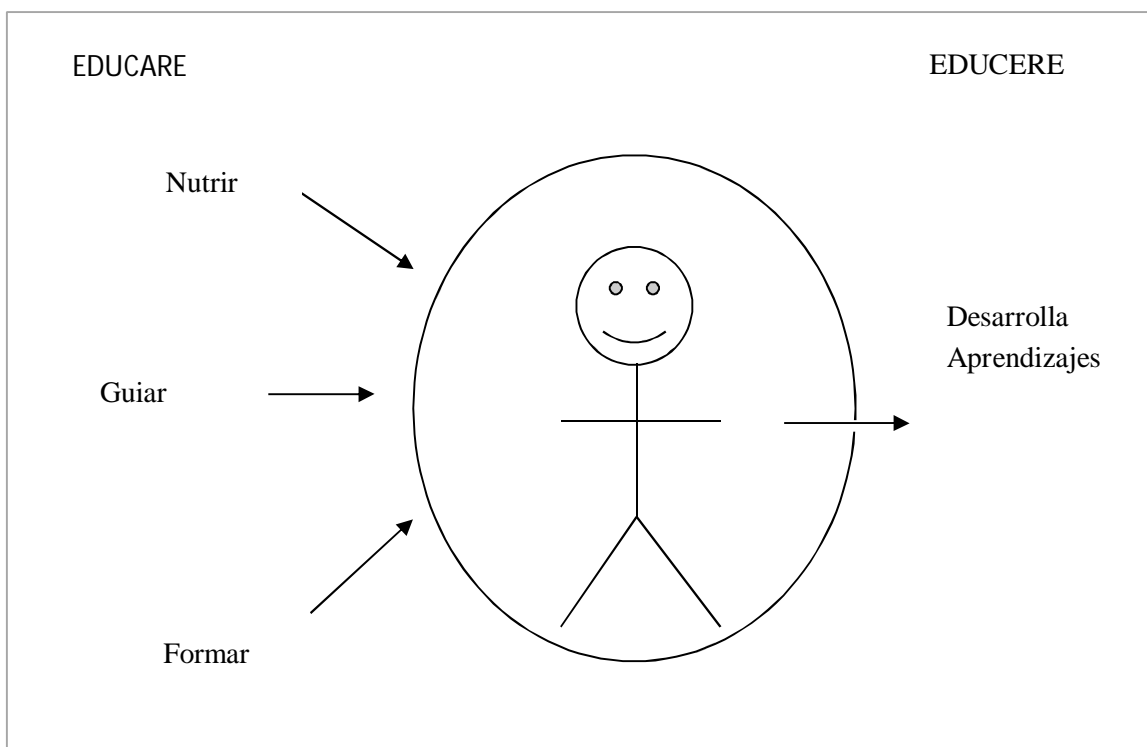 EDUCARE
EDUCERE
Nutrir
Guiar
Formar
Desarrolla
Aprendizajes